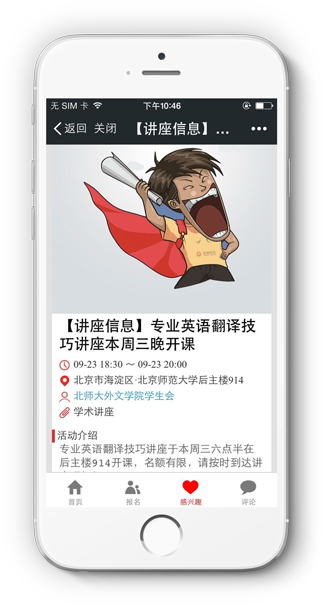 无 SIM 卡 下午10:46
返回 关闭 【讲座信息】...
【讲座信息】专业英语翻译技
巧讲座本周三晚开课
09-23 18:30 ～ 09-23 20:00
北京市海淀区·北京师范大学后主楼914
北师大外文学院学生会
学术讲座
活动介绍
专业英语翻译技巧讲座于本周三六点半在
后主楼914开课，名额有限，请按时到达讲
首页 报名 感兴趣 评论